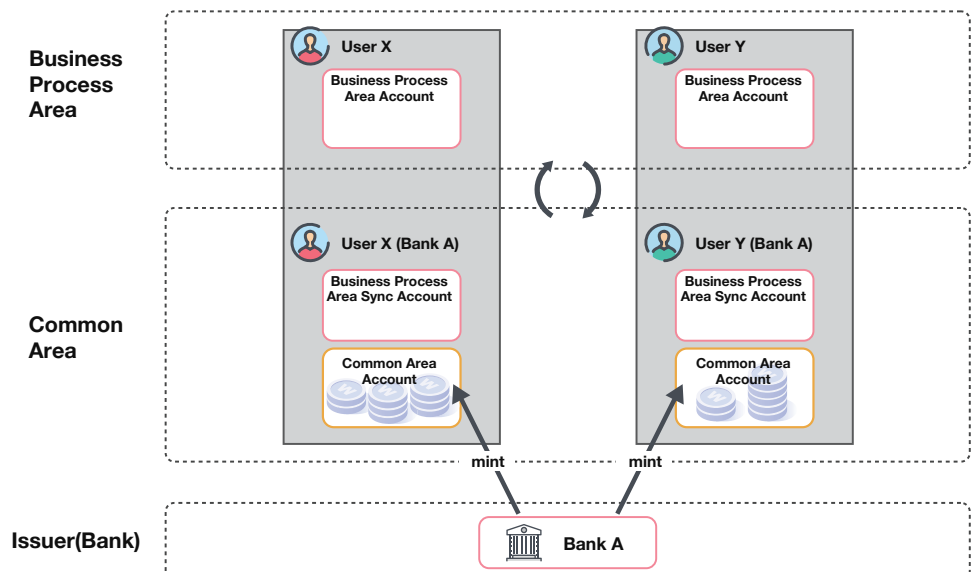 Business
Process
Area
User X
User Y
Business Process
Area Account
Business Process
Area Account
Common
Area
User X (Bank A)
User Y (Bank A)
Business Process
Area Sync Account
Business Process
Area Sync Account
Common Area
Account
Common Area
Account
mint
mint
Issuer(Bank)
Bank A